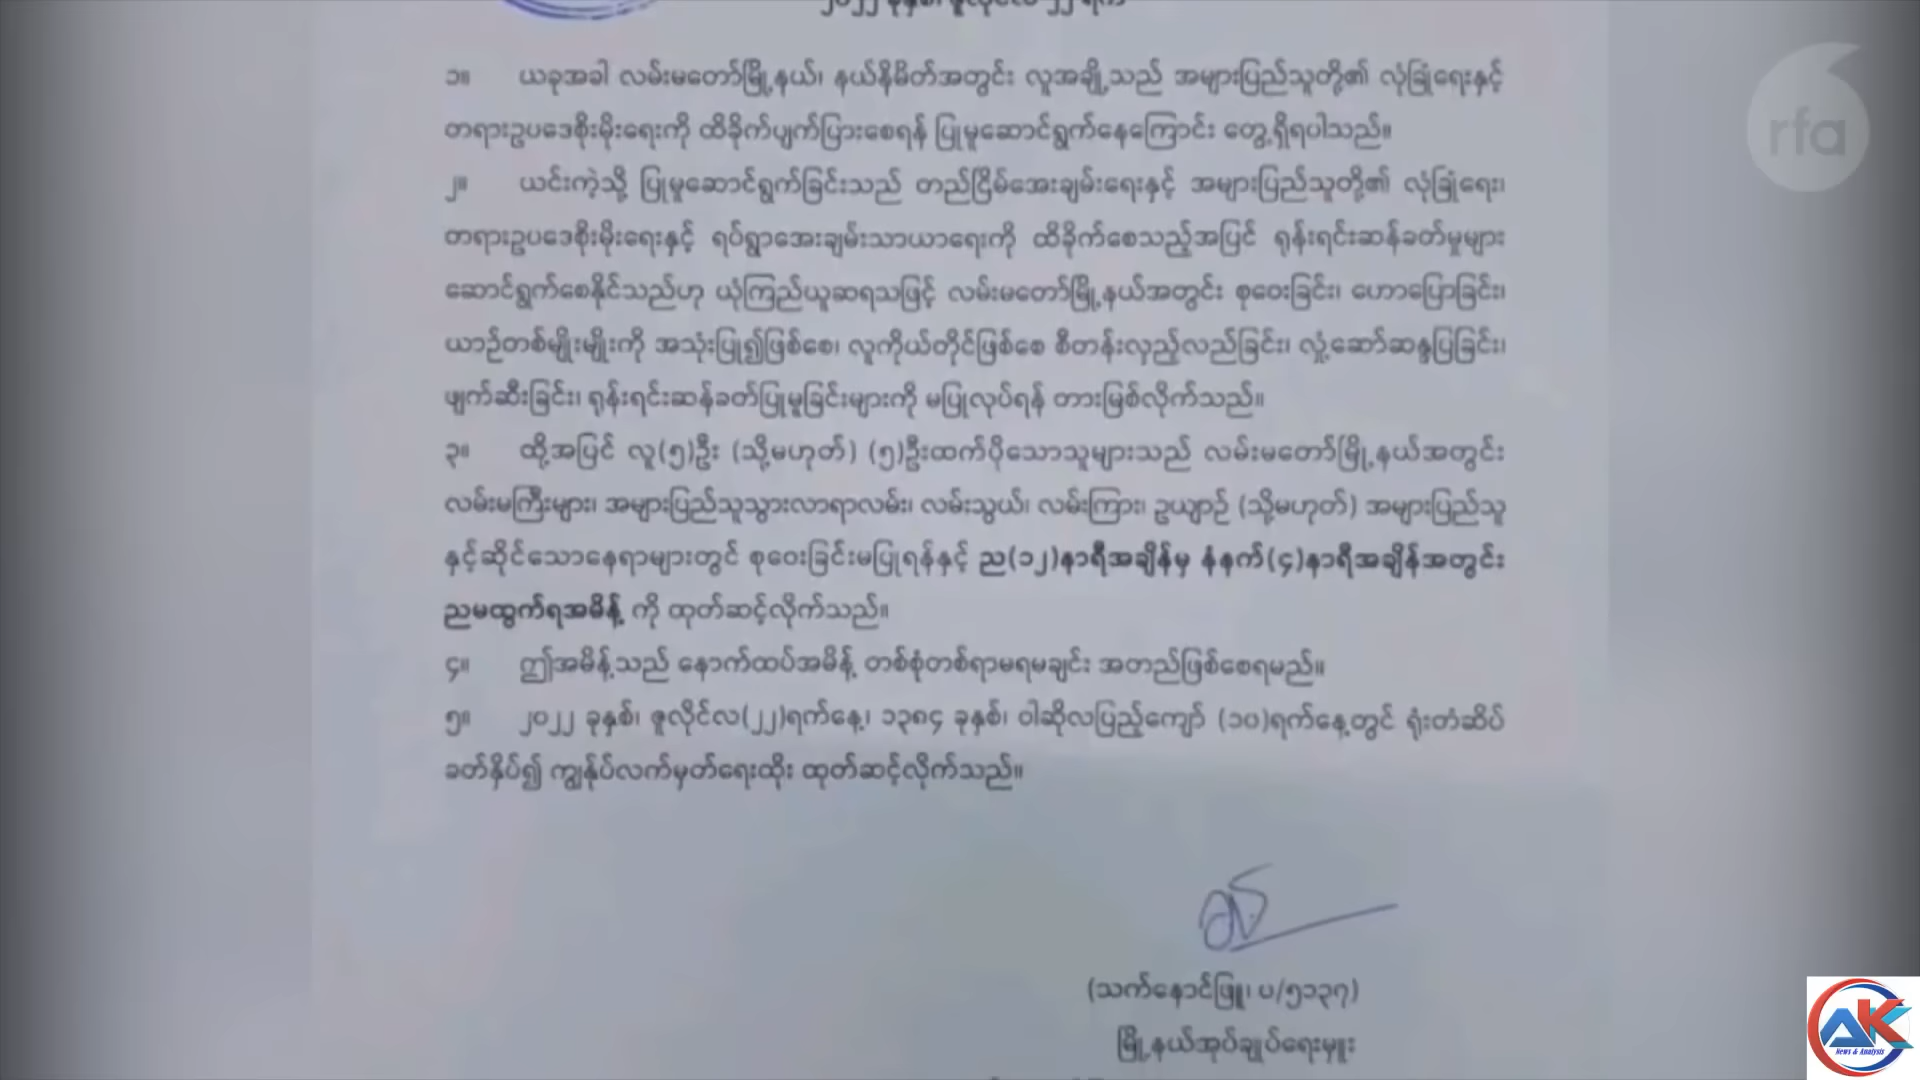 ၂၀၂၂ ခုနှစ်၊ ဇူလိုင်လ ၂၂ ရက်
၁။ ယခုအခါ လမ်းမတော်မြို့နယ်၊ နယ်နိမိတ်အတွင်း လူအချို့သည် အများပြည်သူတို့၏ လုံခြုံရေးနှင့်
တရားဥပဒေစိုးမိုးရေးကို ထိခိုက်ပျက်ပြားစေရန် ပြုမူဆောင်ရွက်နေကြောင်း တွေ့ရှိရပါသည်။
၂။ ယင်းကဲ့သို့ ပြုမူဆောင်ရွက်ခြင်းသည် တည်ငြိမ်အေးချမ်းရေးနှင့် အများပြည်သူတို့၏ လုံခြုံရေး၊
တရားဥပဒေစိုးမိုးရေးနှင့် ရပ်ရွာအေးချမ်းသာယာရေးကို ထိခိုက်စေသည့်အပြင် ရုန်းရင်းဆန်ခတ်မှုများ
ဆောင်ရွက်စေနိုင်သည်ဟု ယုံကြည်ယူဆရသဖြင့် လမ်းမတော်မြို့နယ်အတွင်း စုဝေးခြင်း၊ ဟောပြောခြင်း၊
ယာဉ်တစ်မျိုးမျိုးကို အသုံးပြု၍ဖြစ်စေ၊ လူကိုယ်တိုင်ဖြစ်စေ စီတန်းလှည့်လည်ခြင်း၊ လှုံ့ဆော်ဆန္ဒပြခြင်း၊
ဖျက်ဆီးခြင်း၊ ရုန်းရင်းဆန်ခတ်ပြုမူခြင်းများကို မပြုလုပ်ရန် တားမြစ်လိုက်သည်။
၃။ ထို့အပြင် လူ(၅)ဦး (သို့မဟုတ်) (၅)ဦးထက်ပိုသောသူများသည် လမ်းမတော်မြို့နယ်အတွင်း
လမ်းမကြီးများ၊ အများပြည်သူသွားလာရာလမ်း၊ လမ်းသွယ်၊ လမ်းကြား၊ ဥယျာဉ် (သို့မဟုတ်) အများပြည်သူ
နှင့်ဆိုင်သောနေရာများတွင် စုဝေးခြင်းမပြုရန်နှင့် ည(၁၂)နာရီအချိန်မှ နံနက်(၄)နာရီအချိန်အတွင်း
ညမထွက်ရအမိန့် ကို ထုတ်ဆင့်လိုက်သည်။
၄။ ဤအမိန့်သည် နောက်ထပ်အမိန့် တစ်စုံတစ်ရာမရမချင်း အတည်ဖြစ်စေရမည်။
၅။ ၂၀၂၂ ခုနှစ်၊ ဇူလိုင်လ(၂၂)ရက်နေ့၊ ၁၃၈၄ ခုနှစ်၊ ဝါဆိုလပြည့်ကျော် (၁၀)ရက်နေ့တွင် ရုံးတံဆိပ်
ခတ်နှိပ်၍ ကျွန်ုပ်လက်မှတ်ရေးထိုး ထုတ်ဆင့်လိုက်သည်။
(သက်နောင်ဖြူ၊ ပ/၅၁၃၇)
မြို့နယ်အုပ်ချုပ်ရေးမှူး
rfa
AK
News & Analysis